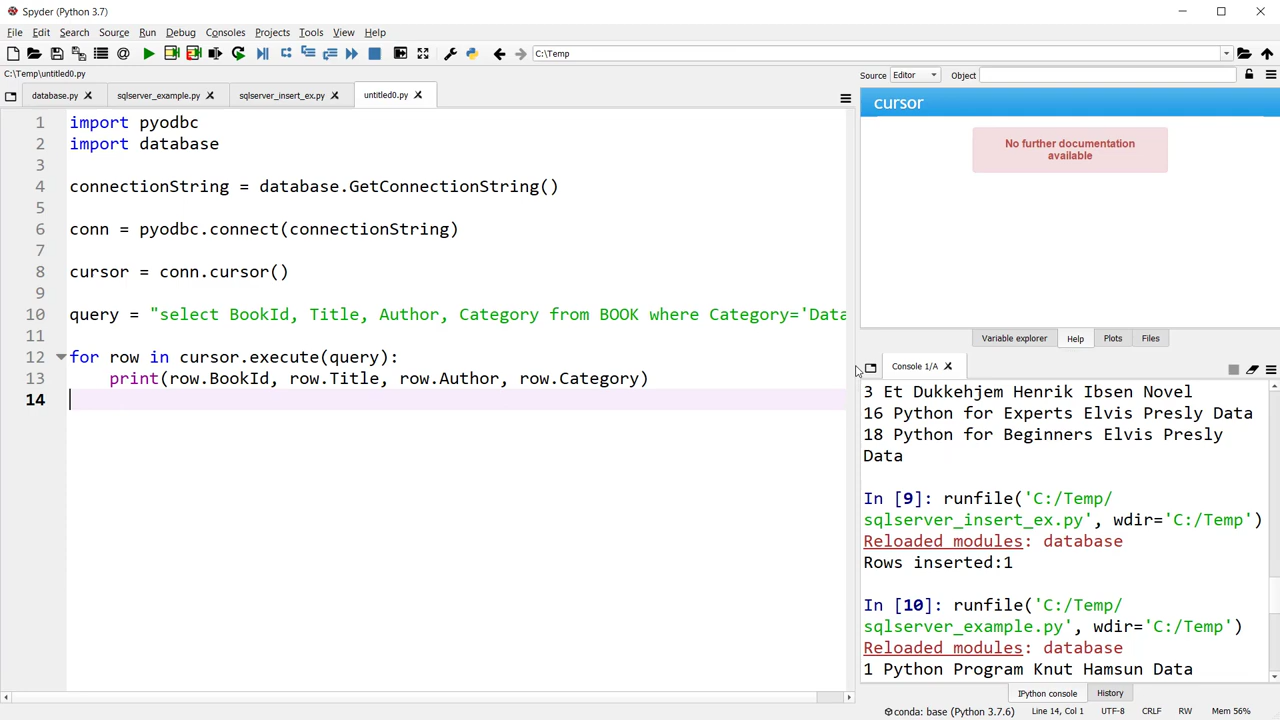 Spyder (Python 3.7)
File Edit Search Source Run Debug Consoles Projects Tools View Help
C:\Temp
C:\Temp\untitled0.py
database.py sqlserver_example.py sqlserver_insert_ex.py untitled0.py
1 import pyodbc
2 import database
3
4 connectionString = database.GetConnectionString()
5
6 conn = pyodbc.connect(connectionString)
7
8 cursor = conn.cursor()
9
10 query = "select BookId, Title, Author, Category from BOOK where Category='Data
11
12 for row in cursor.execute(query):
13 print(row.BookId, row.Title, row.Author, row.Category)
14
Source Editor Object
cursor
No further documentation
available
Variable explorer Help Plots Files
Console 1/A
3 Et Dukkehjem Henrik Ibsen Novel
16 Python for Experts Elvis Presly Data
18 Python for Beginners Elvis Presly
Data
In [9]: runfile('C:/Temp/
sqlserver_insert_ex.py', wdir='C:/Temp')
Reloaded modules: database
Rows inserted:1
In [10]: runfile('C:/Temp/
sqlserver_example.py', wdir='C:/Temp')
Reloaded modules: database
1 Python Program Knut Hamsun Data
IPython console History
conda: base (Python 3.7.6) Line 14, Col 1 UTF-8 CRLF RW Mem 56%